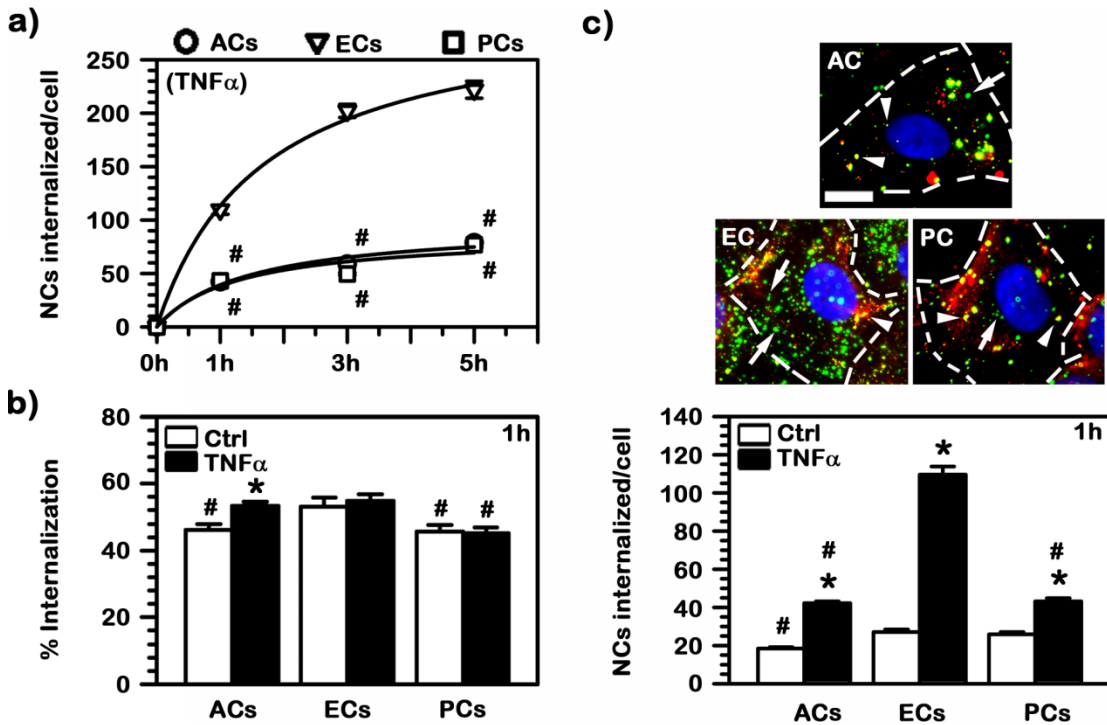 a)
ACs ECs PCs
(TNFα)
NCs internalized/cell
250
200
150
100
50
0
# # #
# # #
0h 1h 3h 5h
c)
AC
EC
PC
b)
% Internalization
80
60
40
20
0
Ctrl
TNFα
1h
# * # #
ACs ECs PCs
NCs internalized/cell
140
120
100
80
60
40
20
0
Ctrl
TNFα
1h
*
# #
# * *
ACs ECs PCs